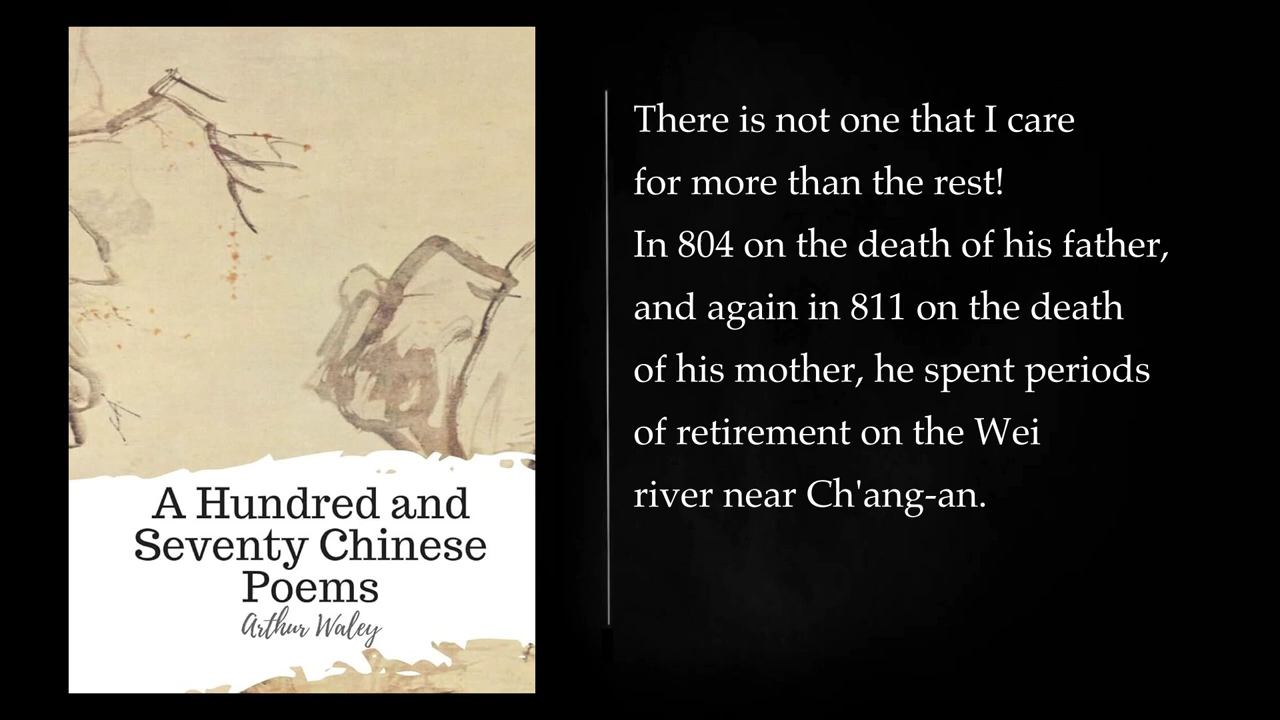 A Hundred and
Seventy Chinese
Poems
Arthur Waley
There is not one that I care
for more than the rest!
In 804 on the death of his father,
and again in 811 on the death
of his mother, he spent periods
of retirement on the Wei
river near Ch'ang-an.